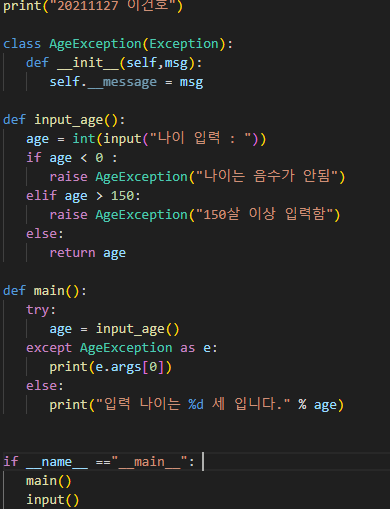 print("20211127 이건호")
class AgeException(Exception):
def __init__(self,msg):
self.__message = msg
def input_age():
age = int(input("나이 입력 : "))
if age < 0 :
raise AgeException("나이는 음수가 안됨")
elif age > 150:
raise AgeException("150살 이상 입력함")
else:
return age
def main():
try:
age = input_age()
except AgeException as e:
print(e.args[0])
else:
print("입력 나이는 %d 세 입니다." % age)
if __name__ =="__main__":
main()
input()